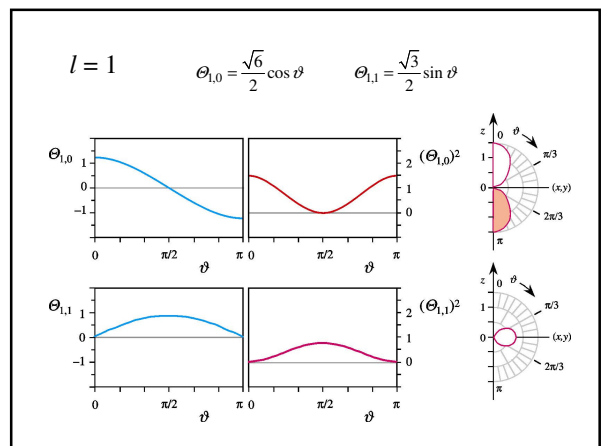 l = 1
Θ1,0 = √6/2 cos ϑ
Θ1,1 = √3/2 sin ϑ
Θ1,0
1
0
−1
0
π/2
π
ϑ
(Θ1,0)²
2
1
0
0
π/2
π
ϑ
z
0
ϑ
π/3
1
0
(x,y)
2π/3
π
Θ1,1
1
0
−1
0
π/2
π
ϑ
(Θ1,1)²
2
1
0
0
π/2
π
ϑ
z
0
ϑ
π/3
1
0
(x,y)
2π/3
π